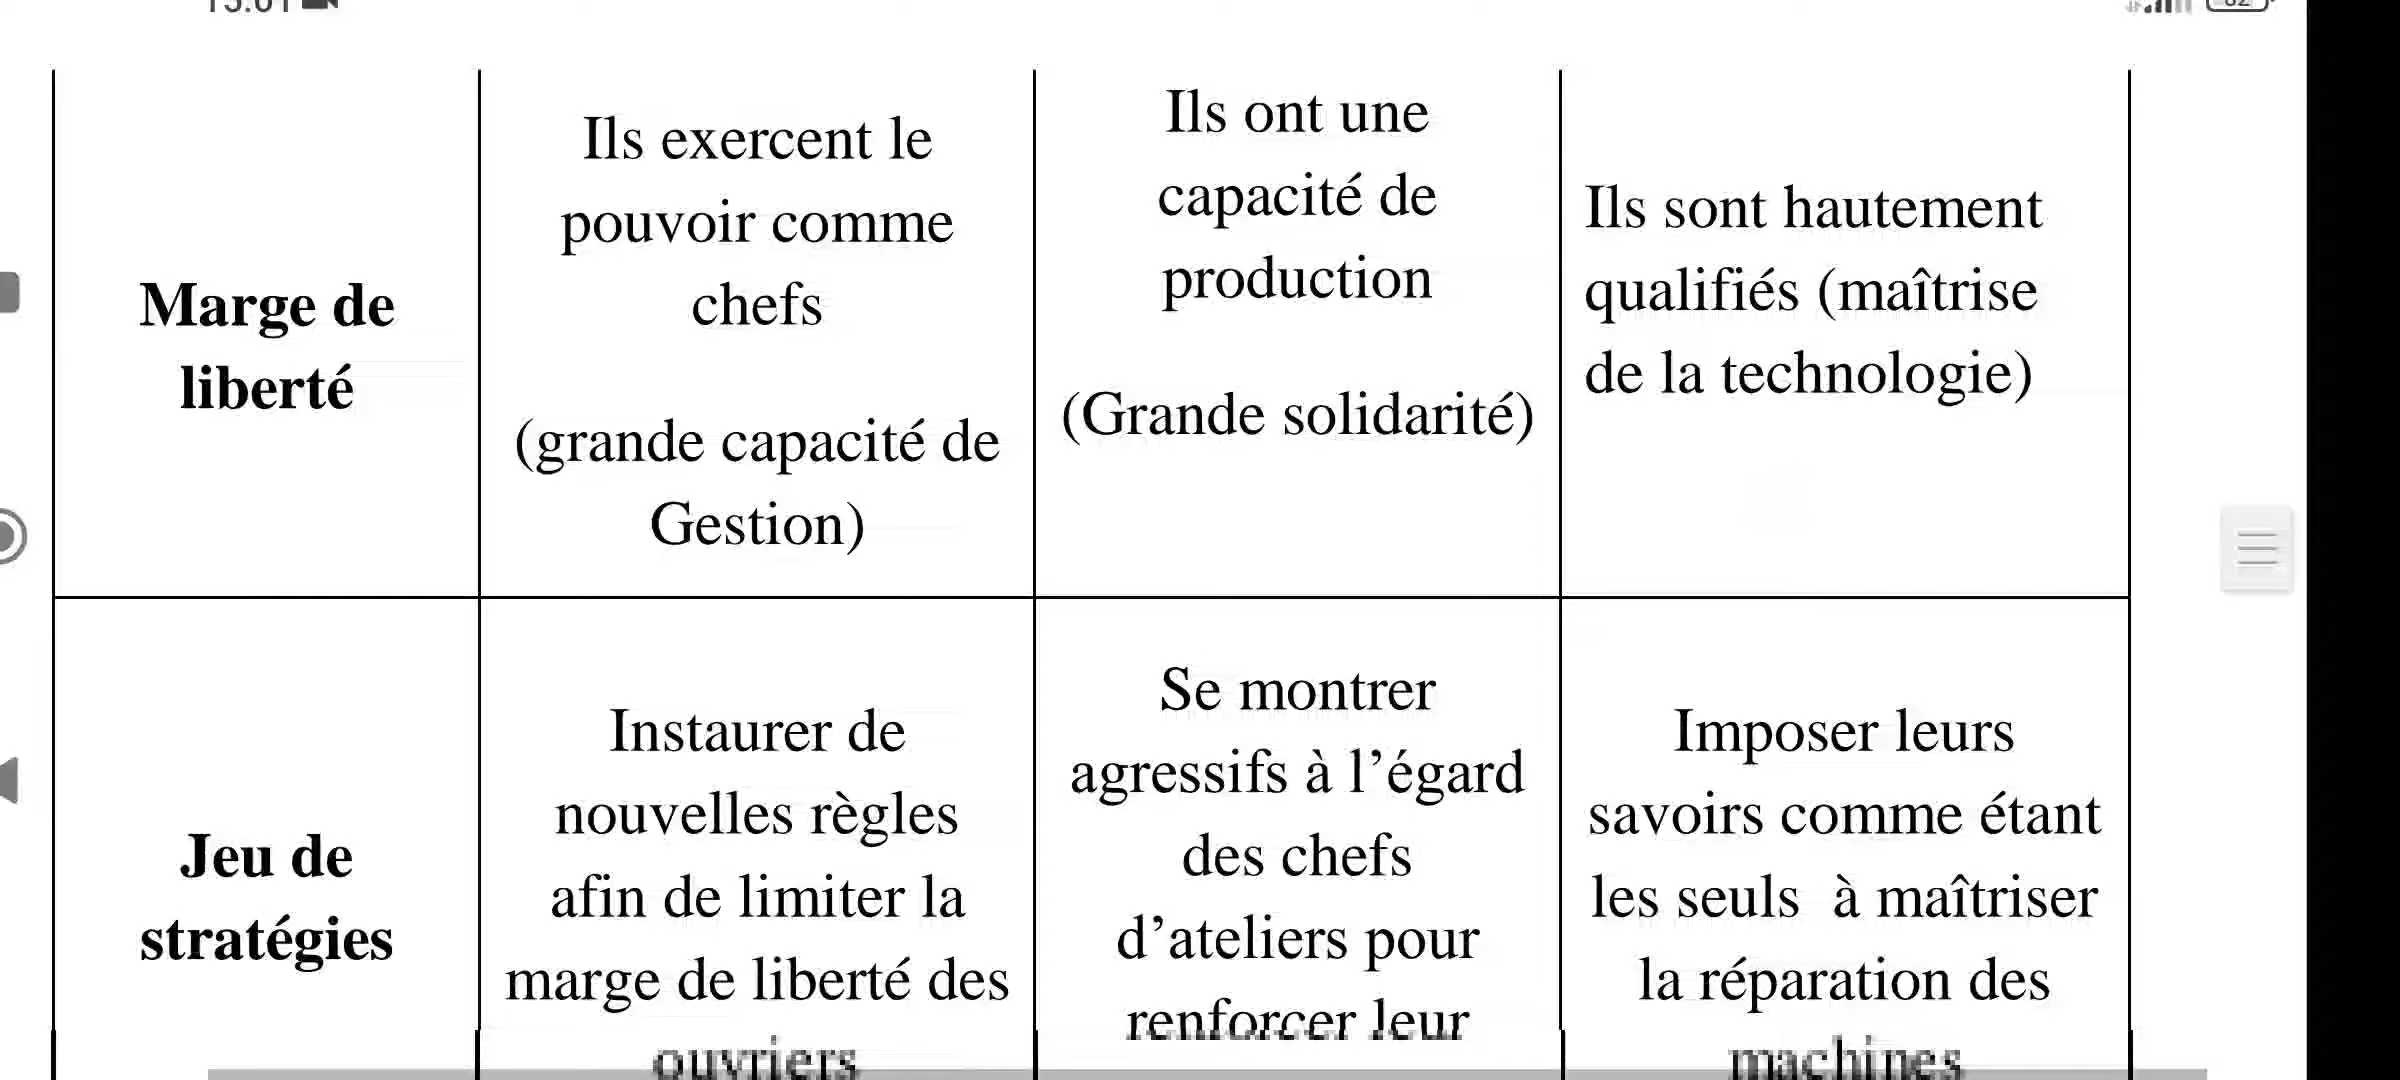 Marge de
liberté
Ils exercent le
pouvoir comme
chefs
(grande capacité de
Gestion)
Ils ont une
capacité de
production
(Grande solidarité)
Ils sont hautement
qualifiés (maîtrise
de la technologie)
Jeu de
stratégies
Instaurer de
nouvelles règles
afin de limiter la
marge de liberté des
ouvriers
Se montrer
agressifs à l’égard
des chefs
d’ateliers pour
renforcer leur
Imposer leurs
savoirs comme étant
les seuls à maîtriser
la réparation des
machines